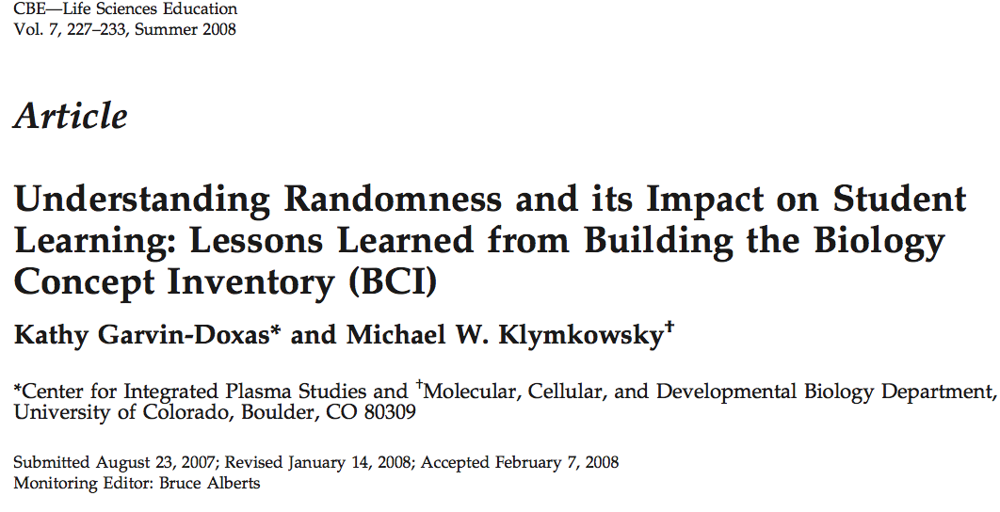 CBE—Life Sciences Education
Vol. 7, 227–233, Summer 2008
Article
Understanding Randomness and its Impact on Student
Learning: Lessons Learned from Building the Biology
Concept Inventory (BCI)
Kathy Garvin-Doxas* and Michael W. Klymkowsky†
*Center for Integrated Plasma Studies and †Molecular, Cellular, and Developmental Biology Department,
University of Colorado, Boulder, CO 80309
Submitted August 23, 2007; Revised January 14, 2008; Accepted February 7, 2008
Monitoring Editor: Bruce Alberts